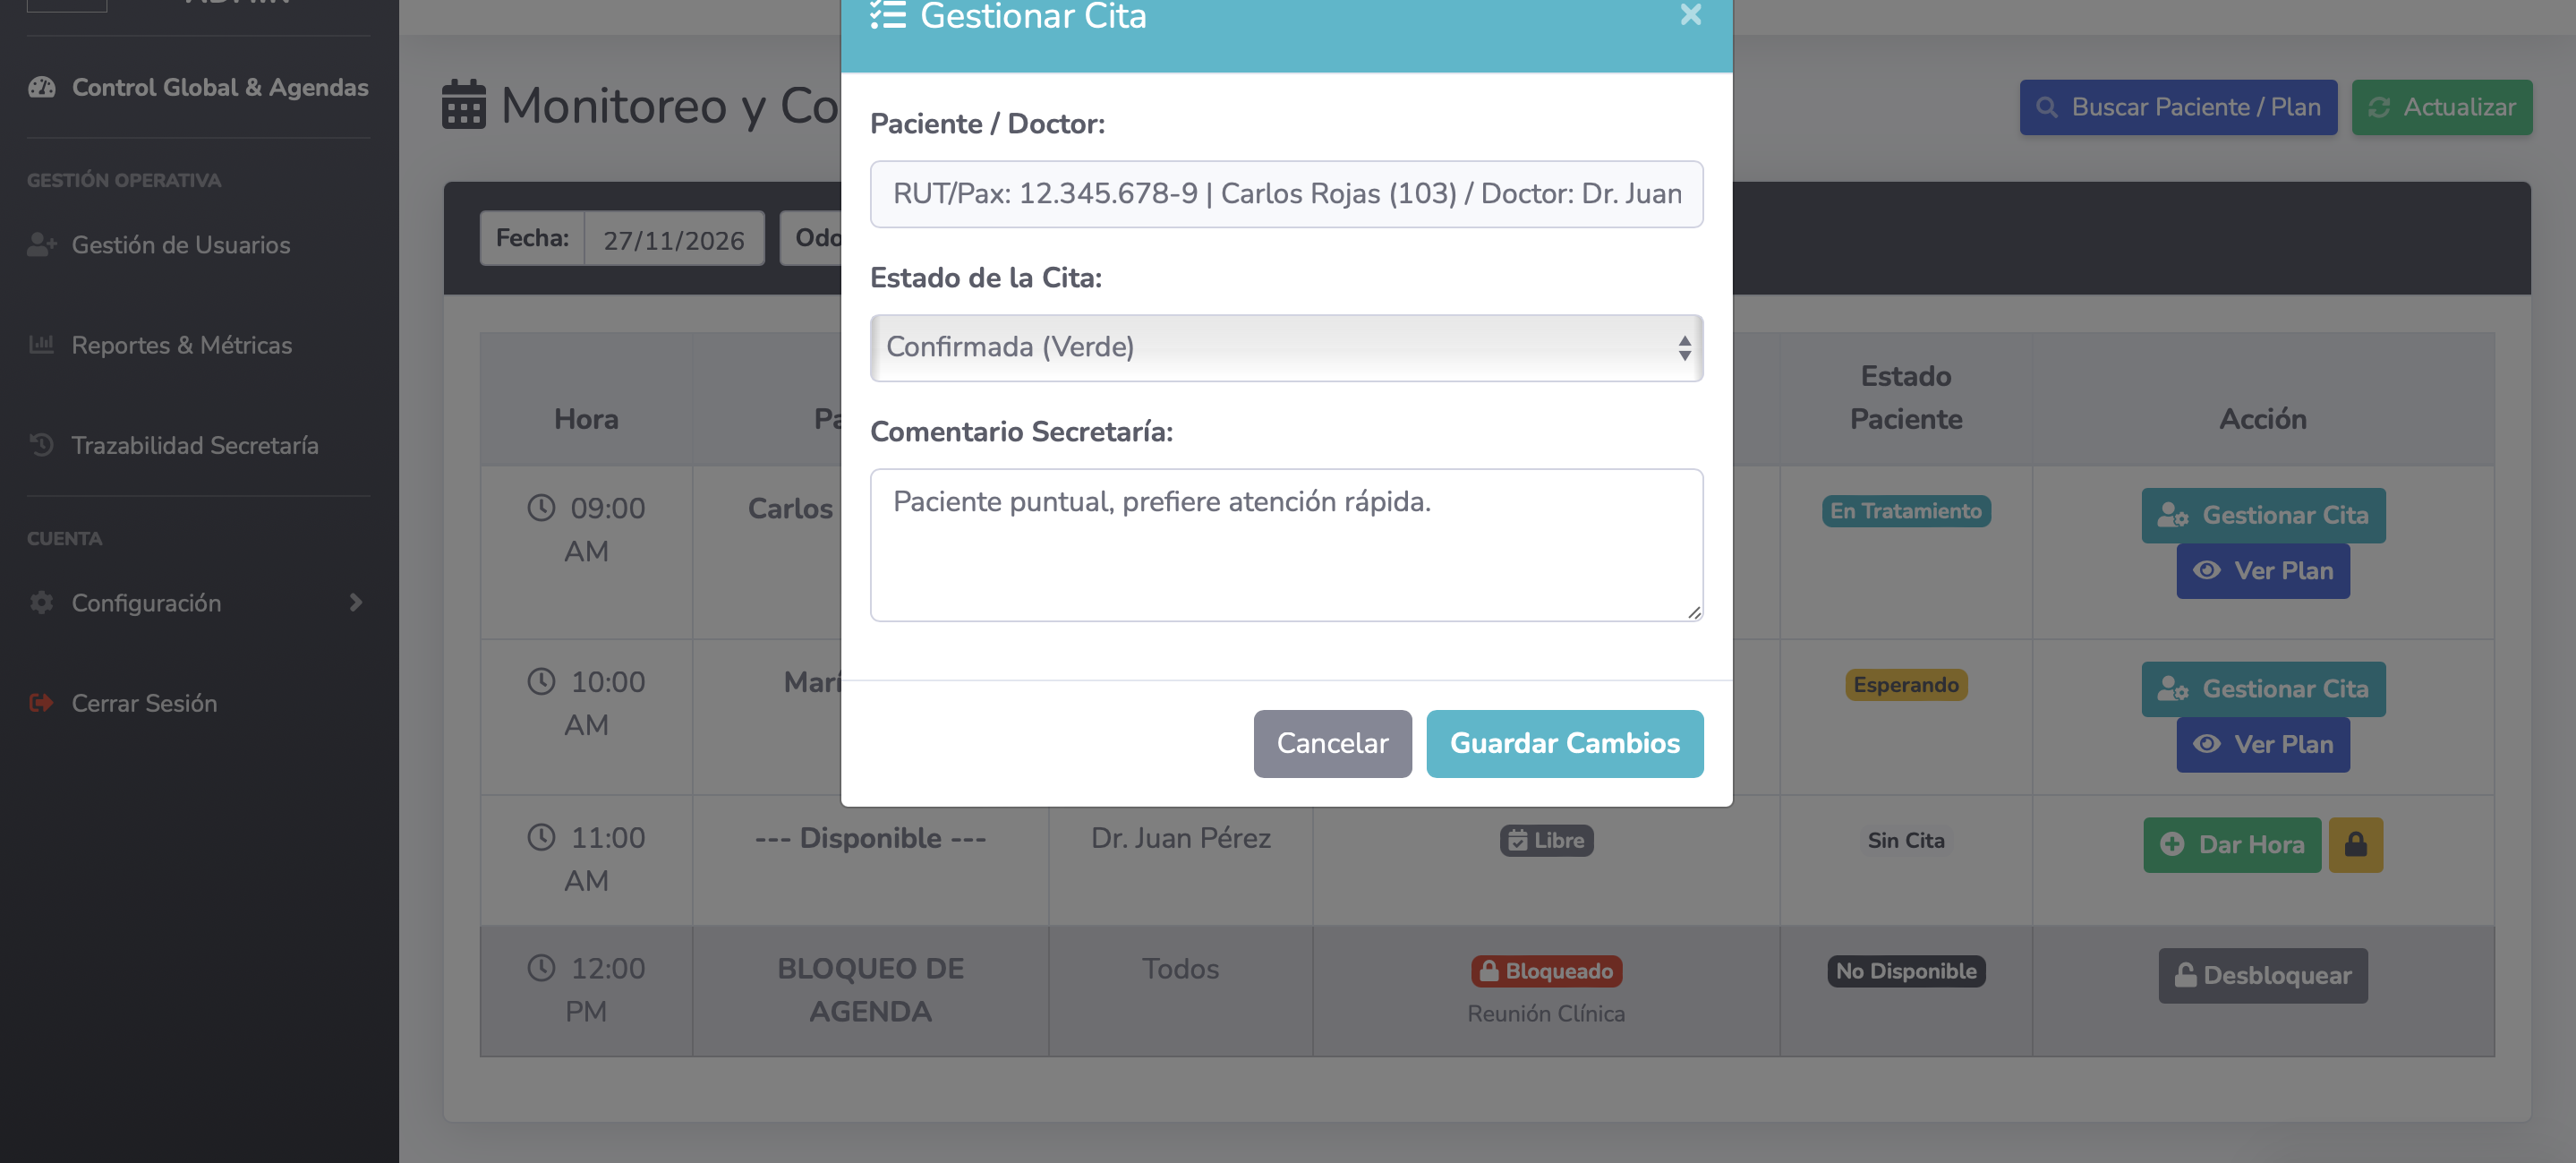 Control Global & Agendas
GESTIÓN OPERATIVA
Gestión de Usuarios
Reportes & Métricas
Trazabilidad Secretaría
CUENTA
Configuración
Cerrar Sesión
Monitoreo y Co
Buscar Paciente / Plan
Actualizar
Fecha: 27/11/2026 Odo
Gestionar Cita ×
Paciente / Doctor:
RUT/Pax: 12.345.678-9 | Carlos Rojas (103) / Doctor: Dr. Juan
Estado de la Cita:
Confirmada (Verde)
Comentario Secretaría:
Paciente puntual, prefiere atención rápida.
Cancelar Guardar Cambios
Hora Pa Estado Paciente Acción
09:00 AM Carlos En Tratamiento Gestionar Cita
Ver Plan
10:00 AM Marí Esperando Gestionar Cita
Ver Plan
11:00 AM --- Disponible --- Dr. Juan Pérez Libre Sin Cita Dar Hora
12:00 PM BLOQUEO DE AGENDA Todos Bloqueado No Disponible Desbloquear
Reunión Clínica